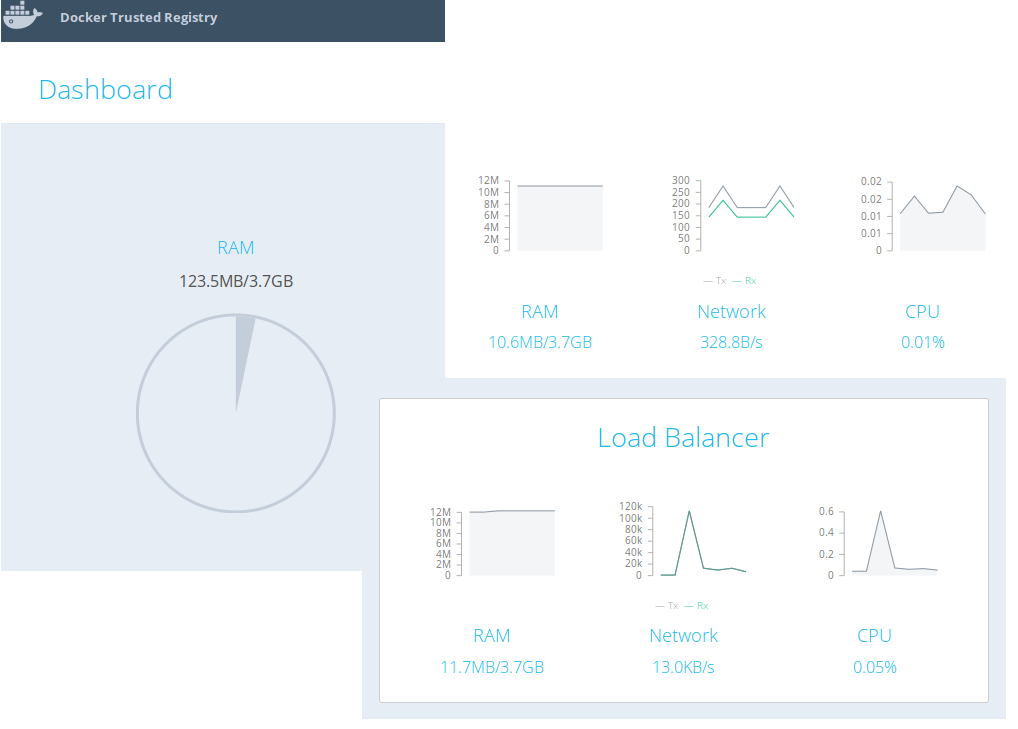 Docker Trusted Registry
Dashboard
RAM
123.5MB/3.7GB
12M
10M
8M
6M
4M
2M
0
RAM
10.6MB/3.7GB
300
250
200
150
100
50
0
Tx Rx
Network
328.8B/s
0.02
0.02
0.01
0.01
0
CPU
0.01%
Load Balancer
12M
10M
8M
6M
4M
2M
0
RAM
11.7MB/3.7GB
120k
100k
80k
60k
40k
20k
0
Tx Rx
Network
13.0KB/s
0.6
0.4
0.2
0
CPU
0.05%